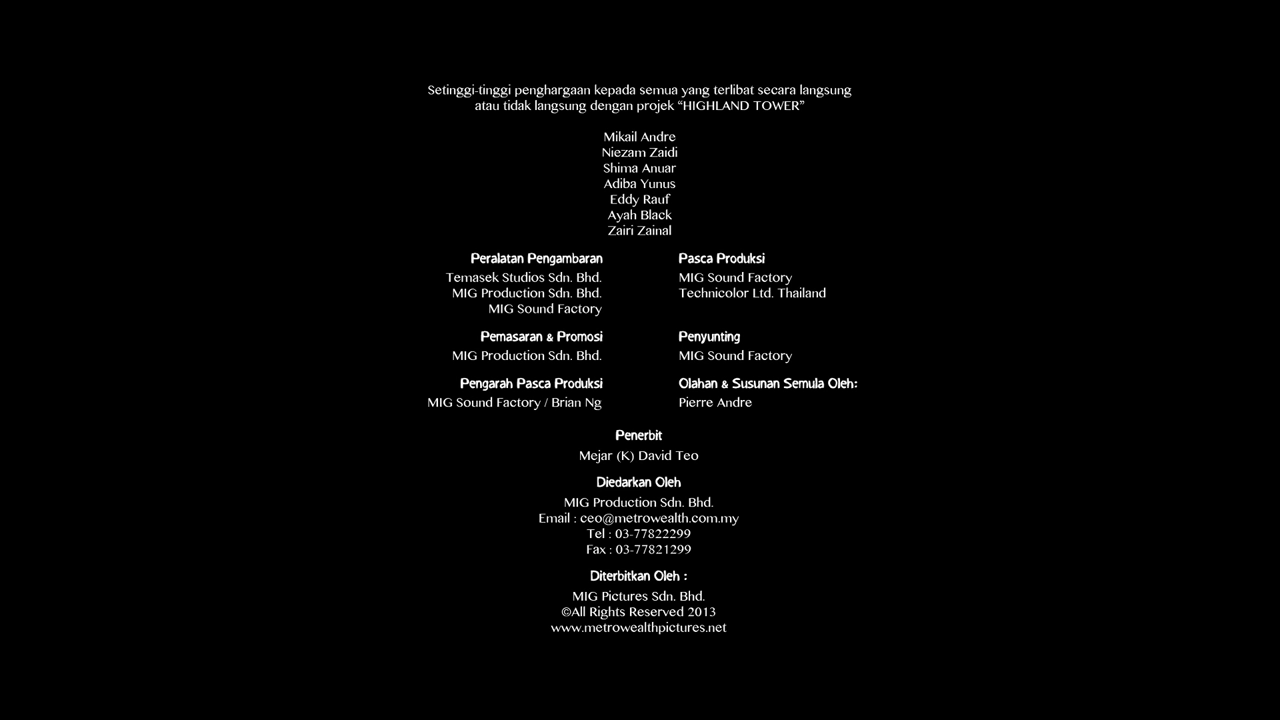 Setinggi-tinggi penghargaan kepada semua yang terlibat secara langsung
atau tidak langsung dengan projek “HIGHLAND TOWER”
Mikail Andre
Niezam Zaidi
Shima Anuar
Adiba Yunus
Eddy Rauf
Ayah Black
Zairi Zainal
Peralatan Pengambaran
Temasek Studios Sdn. Bhd.
MIG Production Sdn. Bhd.
MIG Sound Factory
Pasca Produksi
MIG Sound Factory
Technicolor Ltd. Thailand
Pemasaran & Promosi
MIG Production Sdn. Bhd.
Penyunting
MIG Sound Factory
Pengarah Pasca Produksi
MIG Sound Factory / Brian Ng
Olahan & Susunan Semula Oleh:
Pierre Andre
Penerbit
Mejar (K) David Teo
Diedarkan Oleh
MIG Production Sdn. Bhd.
Email : ceo@metrowealth.com.my
Tel : 03-77822299
Fax : 03-77821299
Diterbitkan Oleh :
MIG Pictures Sdn. Bhd.
©All Rights Reserved 2013
www.metrowealthpictures.net